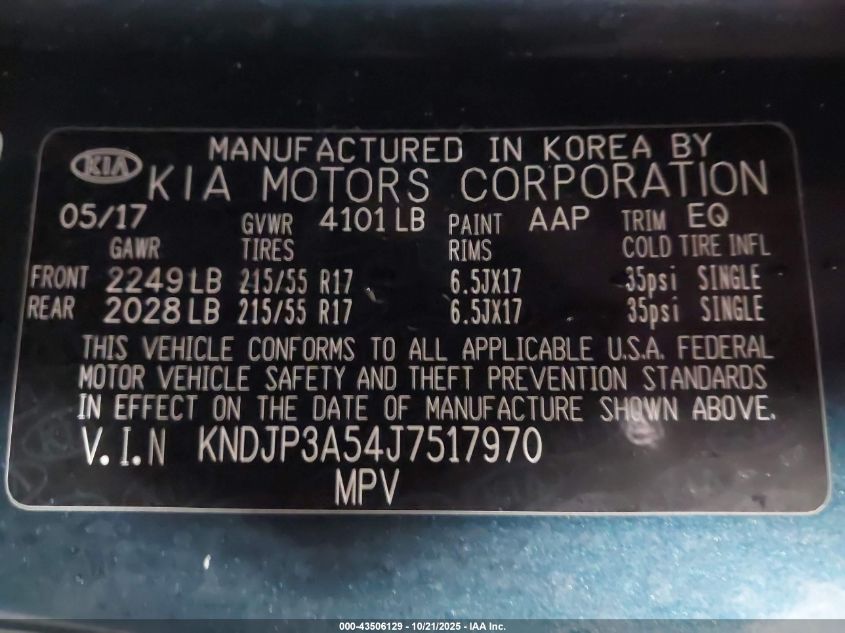 MANUFACTURED IN KOREA BY
KIA KIA MOTORS CORPORATION
05/17 GVWR 4101 LB PAINT AAP TRIM EQ
GAWR TIRES RIMS COLD TIRE INFL
FRONT 2249 LB 215/55 R17 6.5JX17 35psi SINGLE
REAR 2028 LB 215/55 R17 6.5JX17 35psi SINGLE
THIS VEHICLE CONFORMS TO ALL APPLICABLE U.S.A. FEDERAL
MOTOR VEHICLE SAFETY AND THEFT PREVENTION STANDARDS
IN EFFECT ON THE DATE OF MANUFACTURE SHOWN ABOVE.
V.I.N KNDJP3A54J7517970
MPV
000-43506129 - 10/21/2025 - IAA Inc.